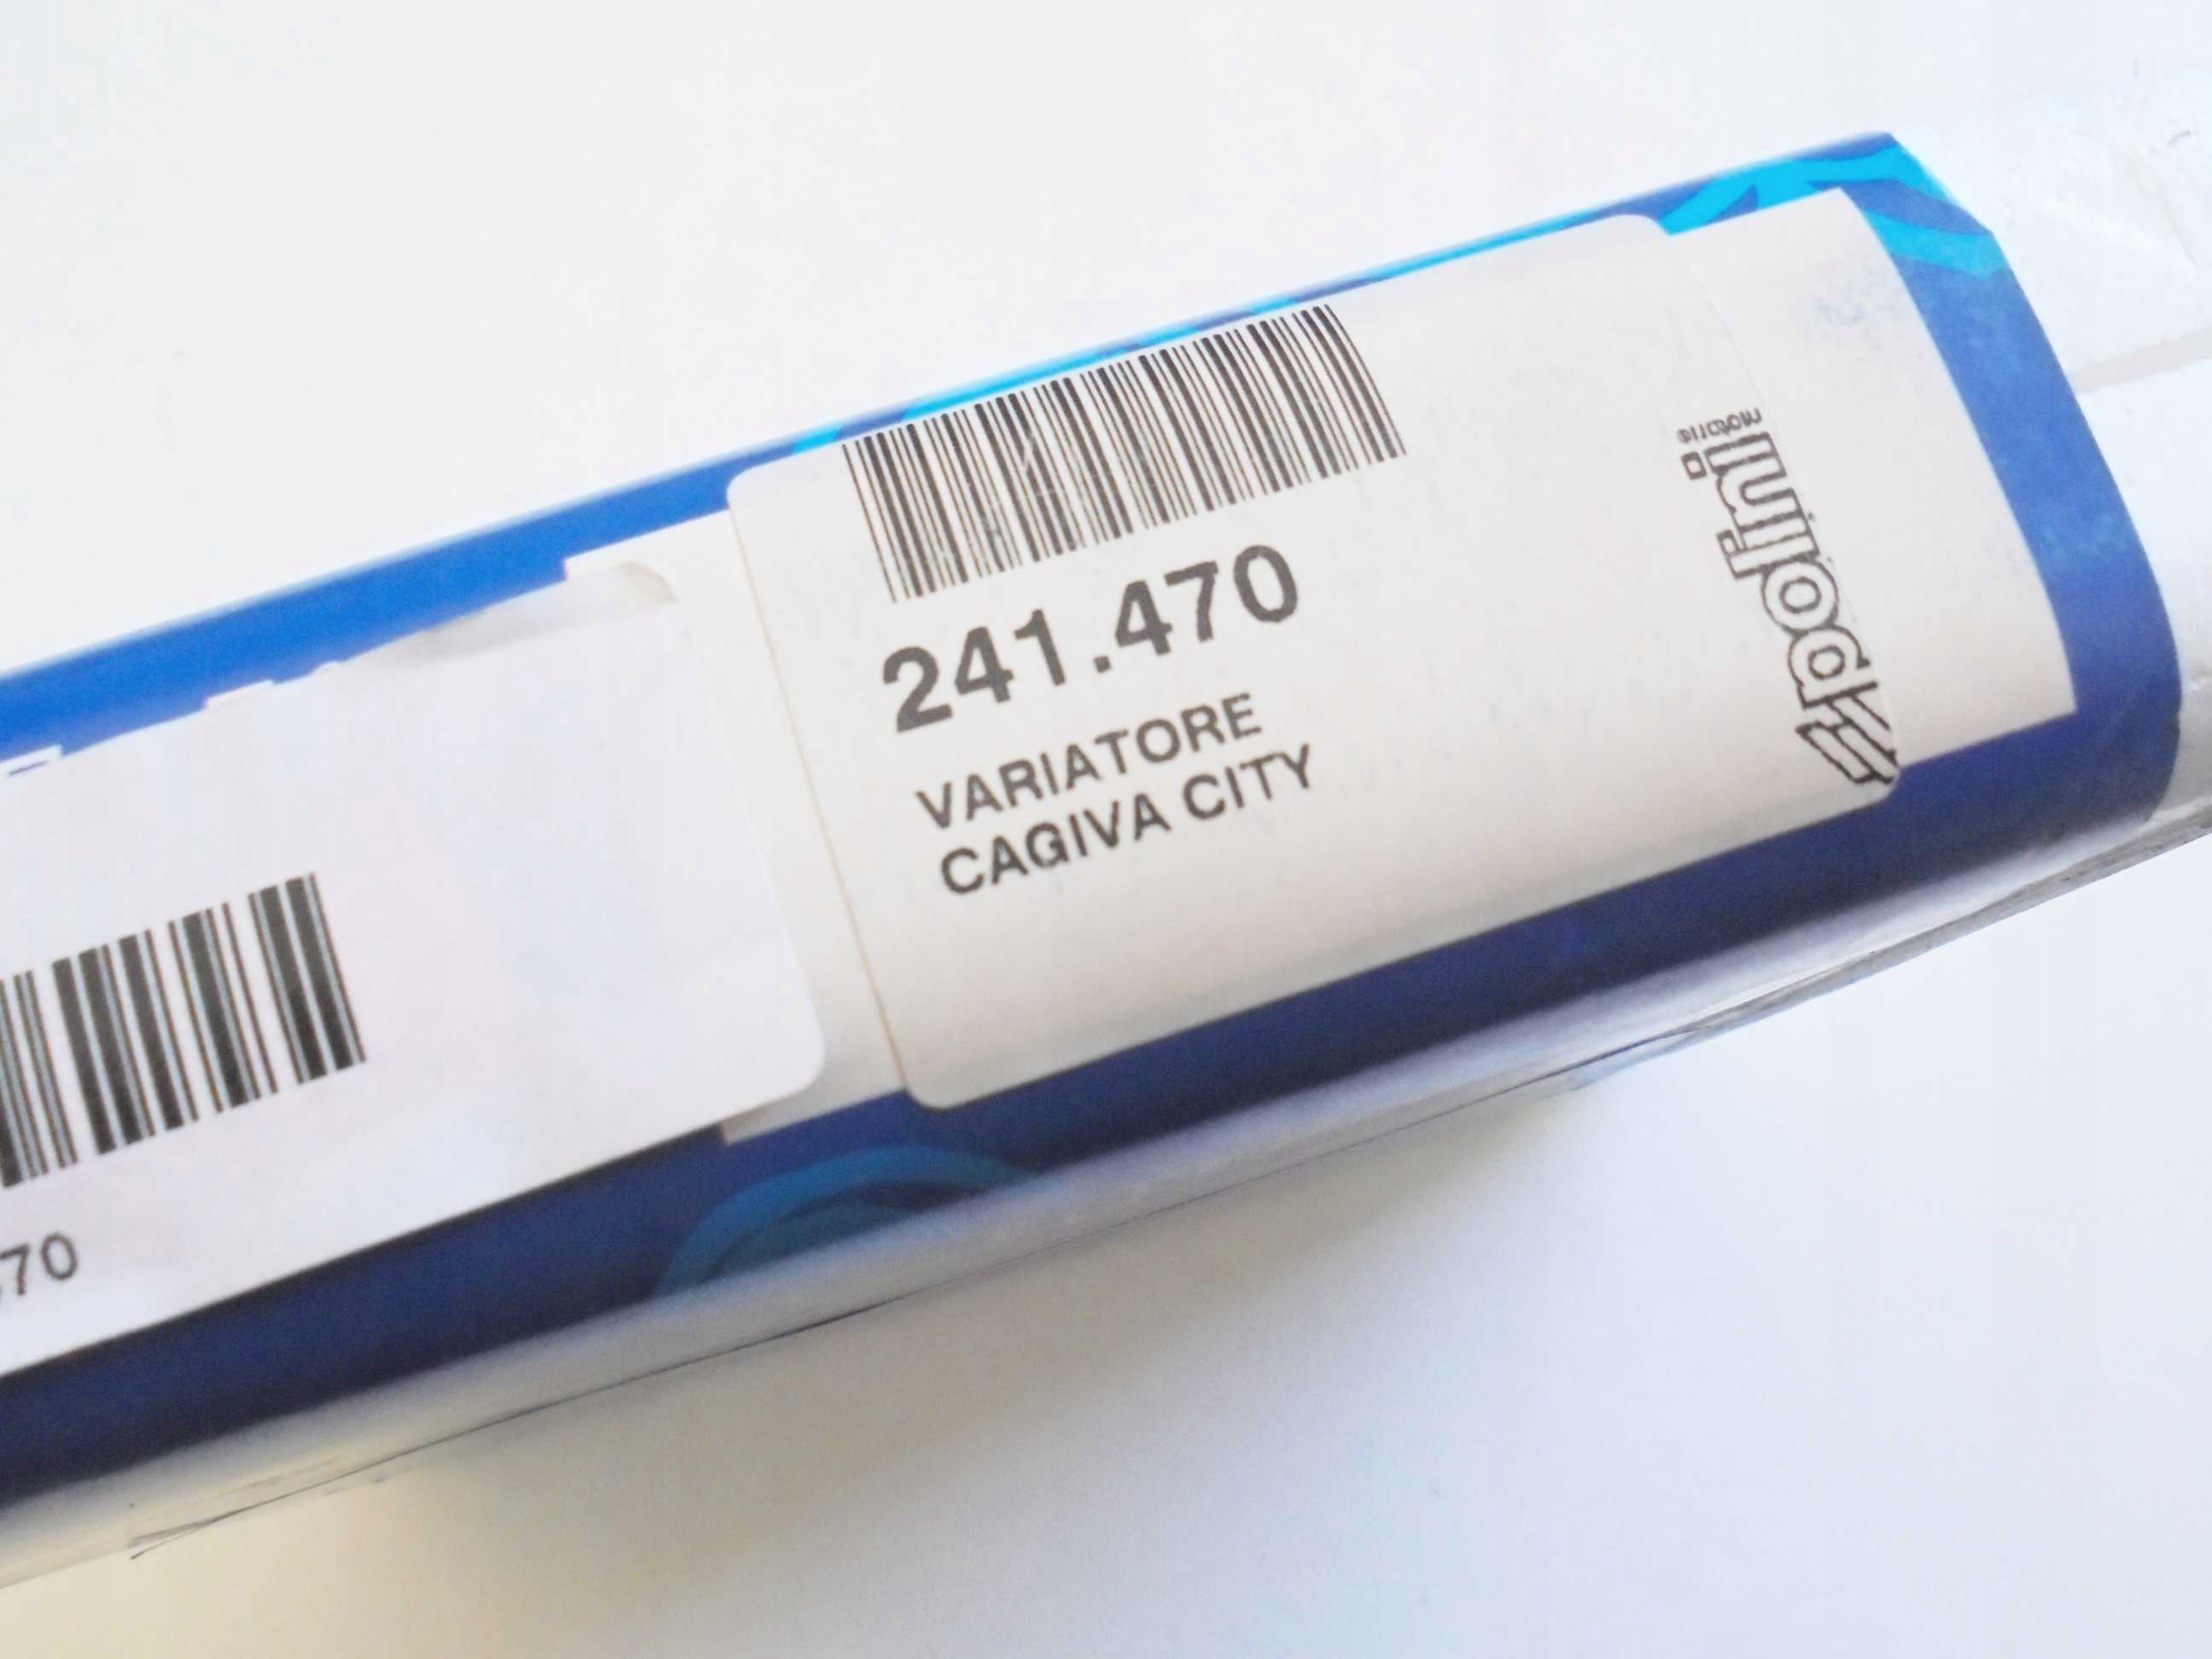 241.470
VARIATORE
CAGIVA CITY
polini
motori
70